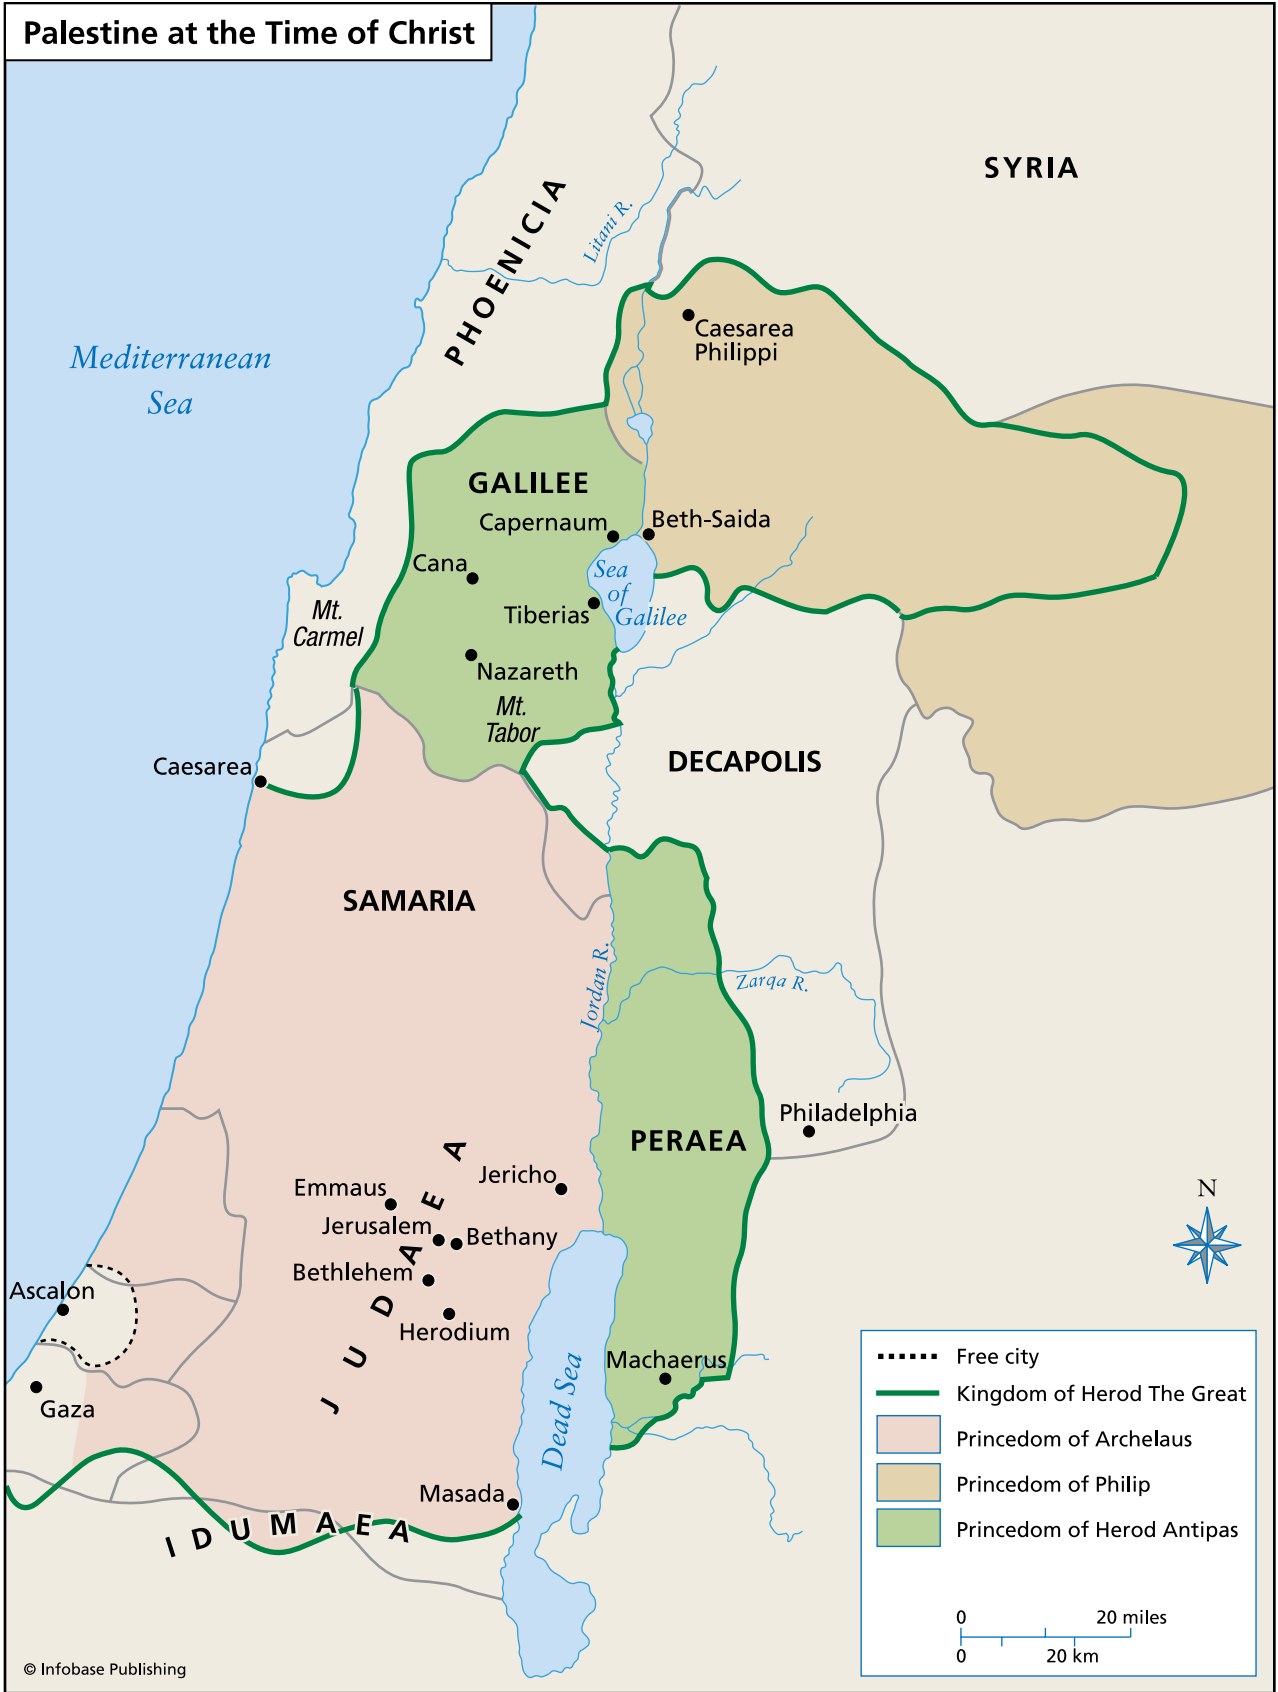 Palestine at the Time of Christ
SYRIA
PHOENICIA
Litani R.
Caesarea
Philippi
Mediterranean
Sea
GALILEE
Capernaum
Beth-Saida
Cana
Sea
of
Galilee
Tiberias
Mt.
Carmel
Nazareth
Mt.
Tabor
Caesarea
DECAPOLIS
SAMARIA
Jordan R.
Zarqa R.
Philadelphia
PERAEA
JUDAEA
Jericho
Emmaus
Jerusalem
Bethany
Bethlehem
Herodium
Ascalon
Gaza
Machaerus
Dead Sea
Masada
IDUMAEA
N
Free city
Kingdom of Herod The Great
Princedom of Archelaus
Princedom of Philip
Princedom of Herod Antipas
0 20 miles
0 20 km
© Infobase Publishing